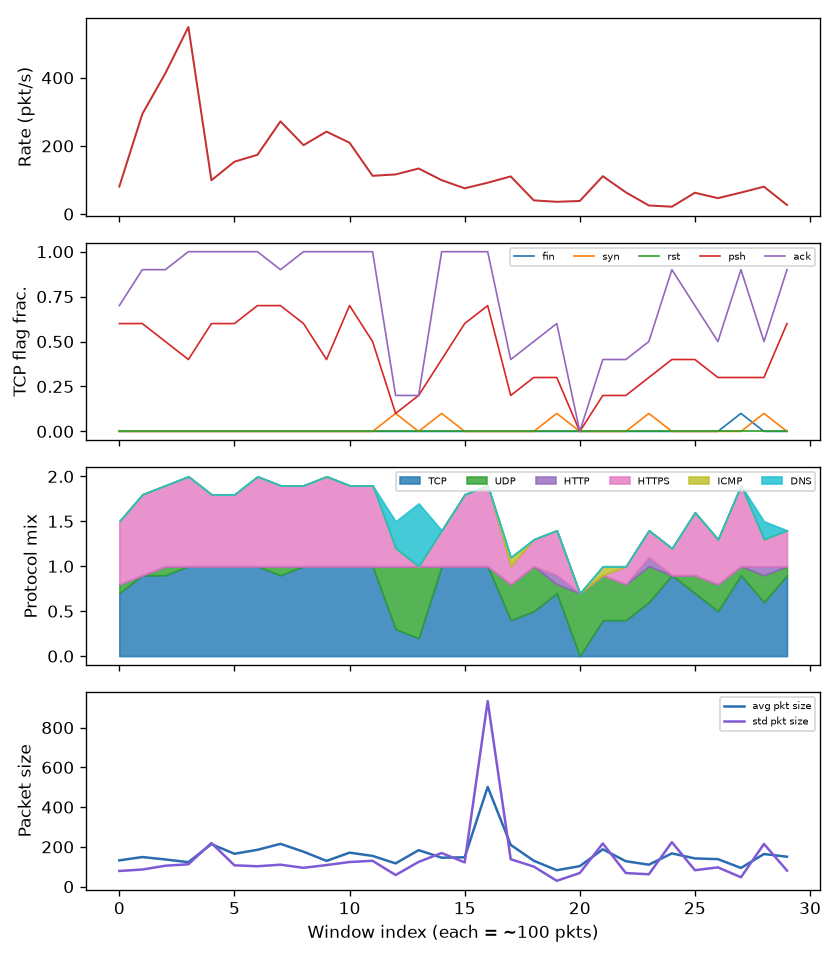 Rate (pkt/s)
400
200
0
TCP flag frac.
1.00
0.75
0.50
0.25
0.00
fin syn rst psh ack
Protocol mix
2.0
1.5
1.0
0.5
0.0
TCP UDP HTTP HTTPS ICMP DNS
Packet size
800
600
400
200
0
avg pkt size
std pkt size
0 5 10 15 20 25 30
Window index (each = ~100 pkts)